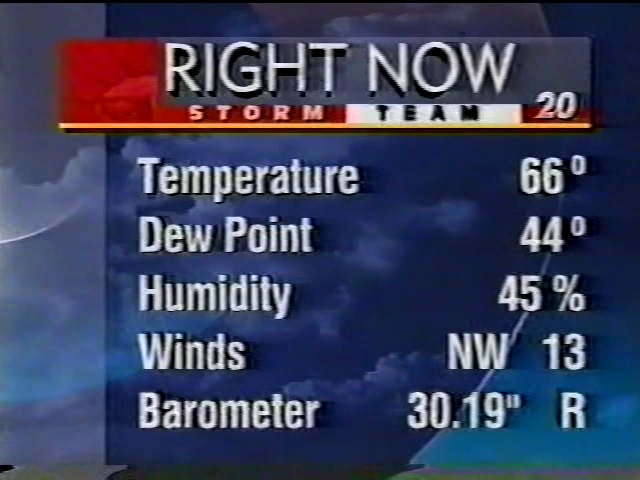 RIGHT NOW
STORM TEAM 20
Temperature 66°
Dew Point 44°
Humidity 45 %
Winds NW 13
Barometer 30.19" R